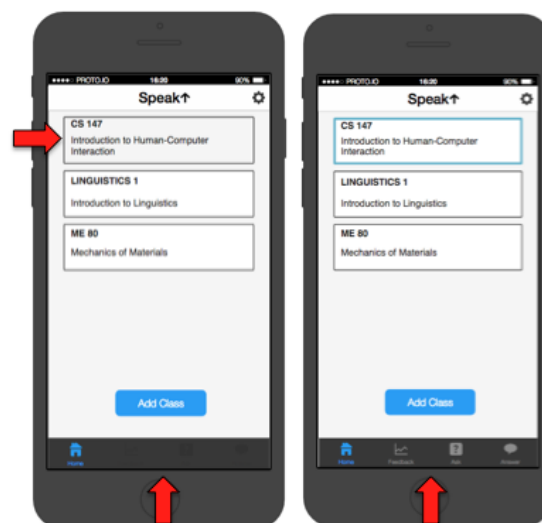 PROTO.IO 16:20 90%
Speak↑
CS 147
Introduction to Human-Computer
Interaction
LINGUISTICS 1
Introduction to Linguistics
ME 80
Mechanics of Materials
Add Class
Home
PROTO.IO 16:20 90%
Speak↑
CS 147
Introduction to Human-Computer
Interaction
LINGUISTICS 1
Introduction to Linguistics
ME 80
Mechanics of Materials
Add Class
Home Feedback Ask Answer